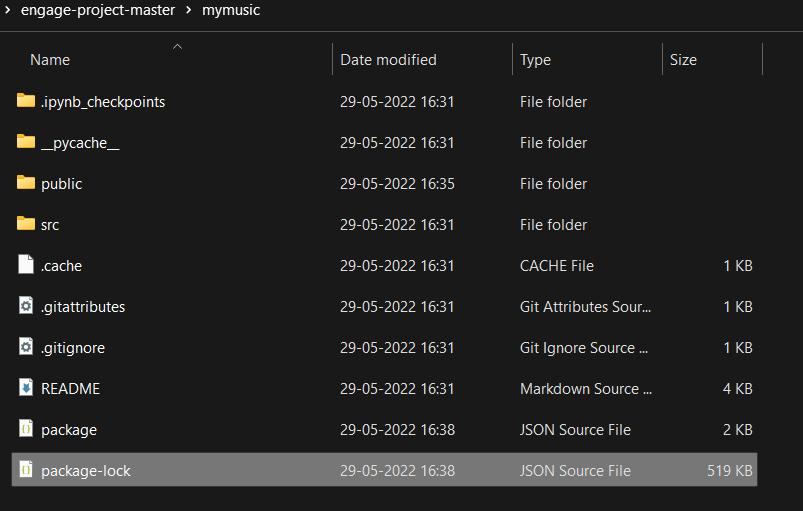 engage-project-master mymusic
Name Date modified Type Size
.ipynb_checkpoints 29-05-2022 16:31 File folder
__pycache__ 29-05-2022 16:31 File folder
public 29-05-2022 16:35 File folder
src 29-05-2022 16:31 File folder
.cache 29-05-2022 16:31 CACHE File 1 KB
.gitattributes 29-05-2022 16:31 Git Attributes Sour... 1 KB
.gitignore 29-05-2022 16:31 Git Ignore Source ... 1 KB
README 29-05-2022 16:31 Markdown Source ... 4 KB
package 29-05-2022 16:38 JSON Source File 2 KB
package-lock 29-05-2022 16:38 JSON Source File 519 KB